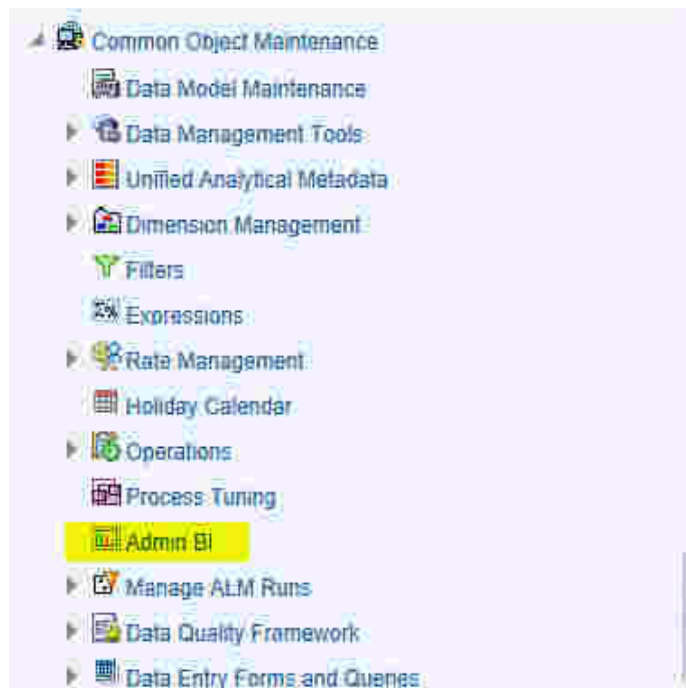 Common Object Maintenance
Data Model Maintenance
Data Management Tools
Unified Analytical Metadata
Dimension Management
Filters
Expressions
Rate Management
Holiday Calendar
Operations
Process Tuning
Admin BI
Manage ALM Runs
Data Quality Framework
Data Entry Forms and Queries